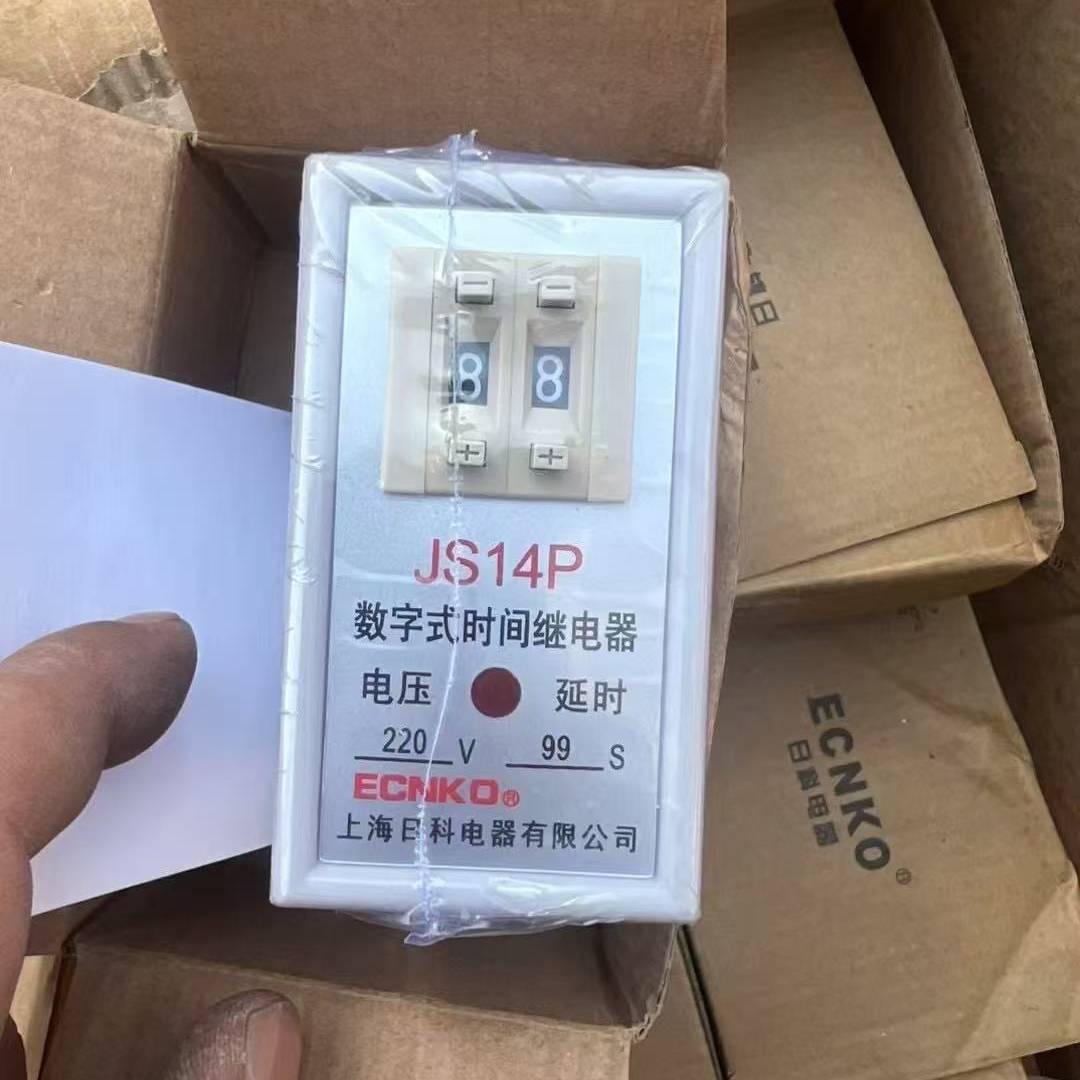 − −
8 8
+ +
JS14P
数字式时间继电器
电压 延时
220 V 99 S
ECNKO®
上海日科电器有限公司
ECNKO®
日科电器